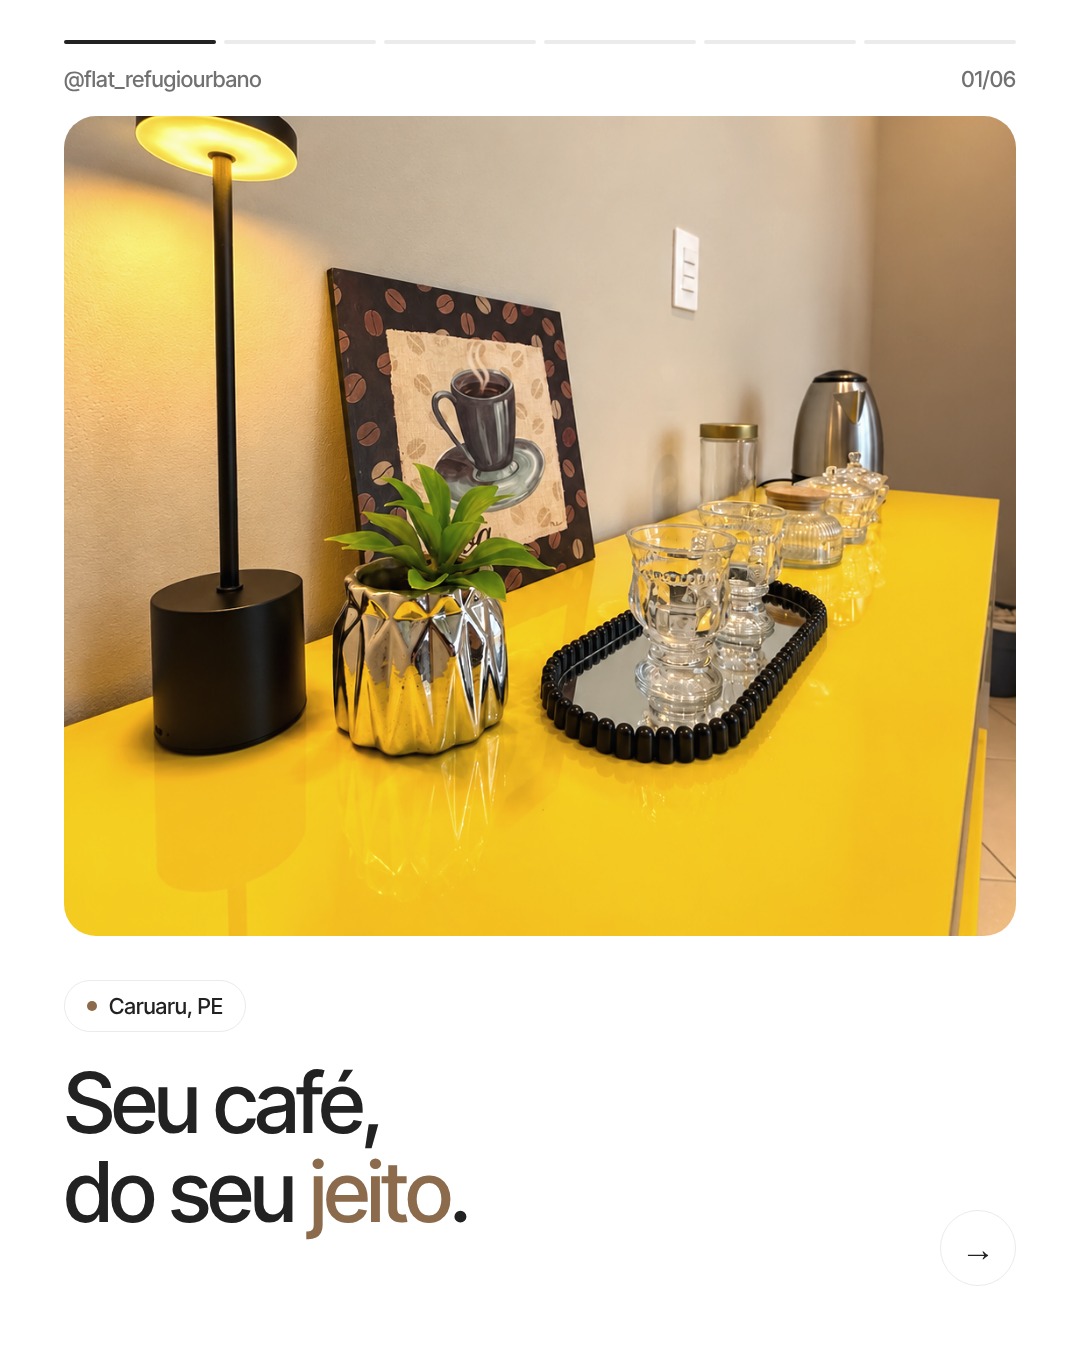 @flat_refugiourbano
01/06
Caruaru, PE
Seu café,
do seu jeito.
→